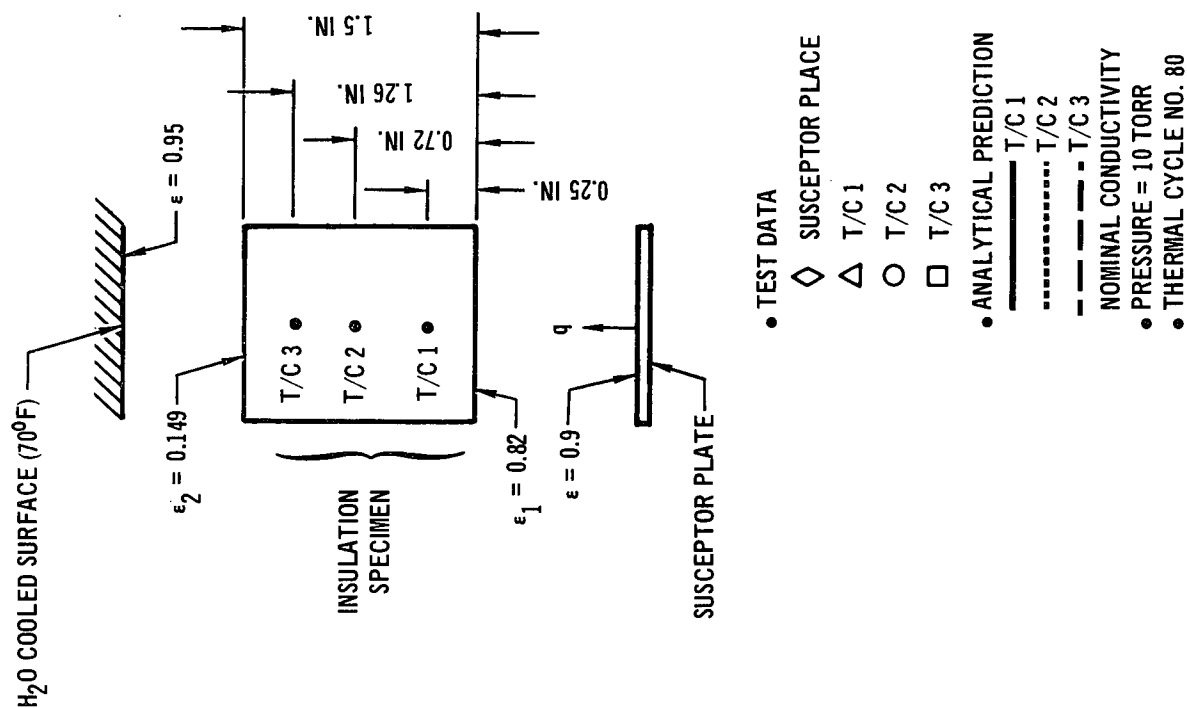 H2O COOLED SURFACE (70⁰F)
ε = 0.95
ε2 = 0.149
1.5 IN.
1.26 IN.
0.72 IN.
0.25 IN.
T/C 3
T/C 2
T/C 1
INSULATION
SPECIMEN
ε1 = 0.82
ε = 0.9
q
SUSCEPTOR PLATE
• TEST DATA
◇ SUSCEPTOR PLACE
△ T/C 1
○ T/C 2
□ T/C 3
• ANALYTICAL PREDICTION
T/C 1
T/C 2
T/C 3
NOMINAL CONDUCTIVITY
• PRESSURE = 10 TORR
• THERMAL CYCLE NO. 80